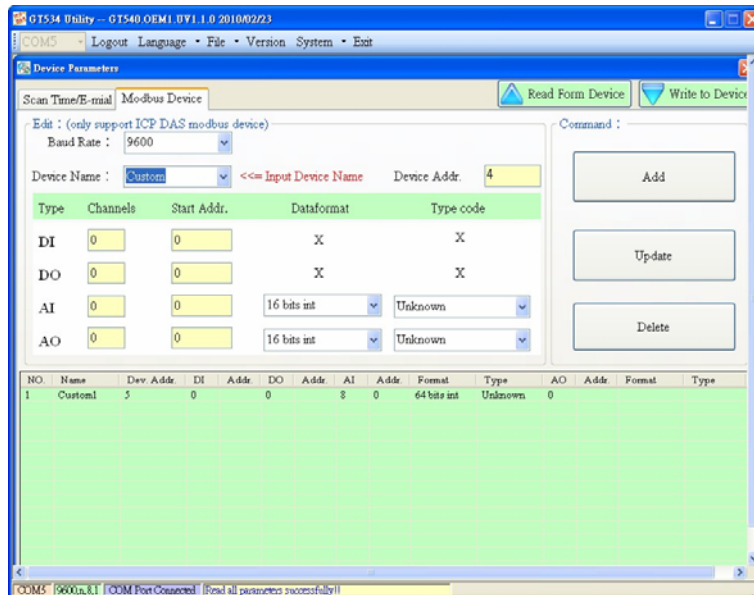 GT534 Utility -- GT540.OEM1.UV1.1.0 2010/02/23
COM5 Logout Language File Version System Exit
Device Parameters
Scan Time/E-mial Modbus Device Read Form Device Write to Device
Edit : (only support ICP DAS modbus device) Command :
Baud Rate : 9600
Device Name : Custom <<= Input Device Name Device Addr. 4 Add
Type Channels Start Addr. Dataformat Type code
DI 0 0 X X
Update
DO 0 0 X X
AI 0 0 16 bits int Unknown
Delete
AO 0 0 16 bits int Unknown
NO. Name Dev. Addr. DI Addr. DO Addr. AI Addr. Format Type AO Addr. Format Type
1 Custom1 5 0 0 8 0 64 bits int Unknown 0
COM5 9600,n,8,1 COM Port Connected Read all parameters successfully!!